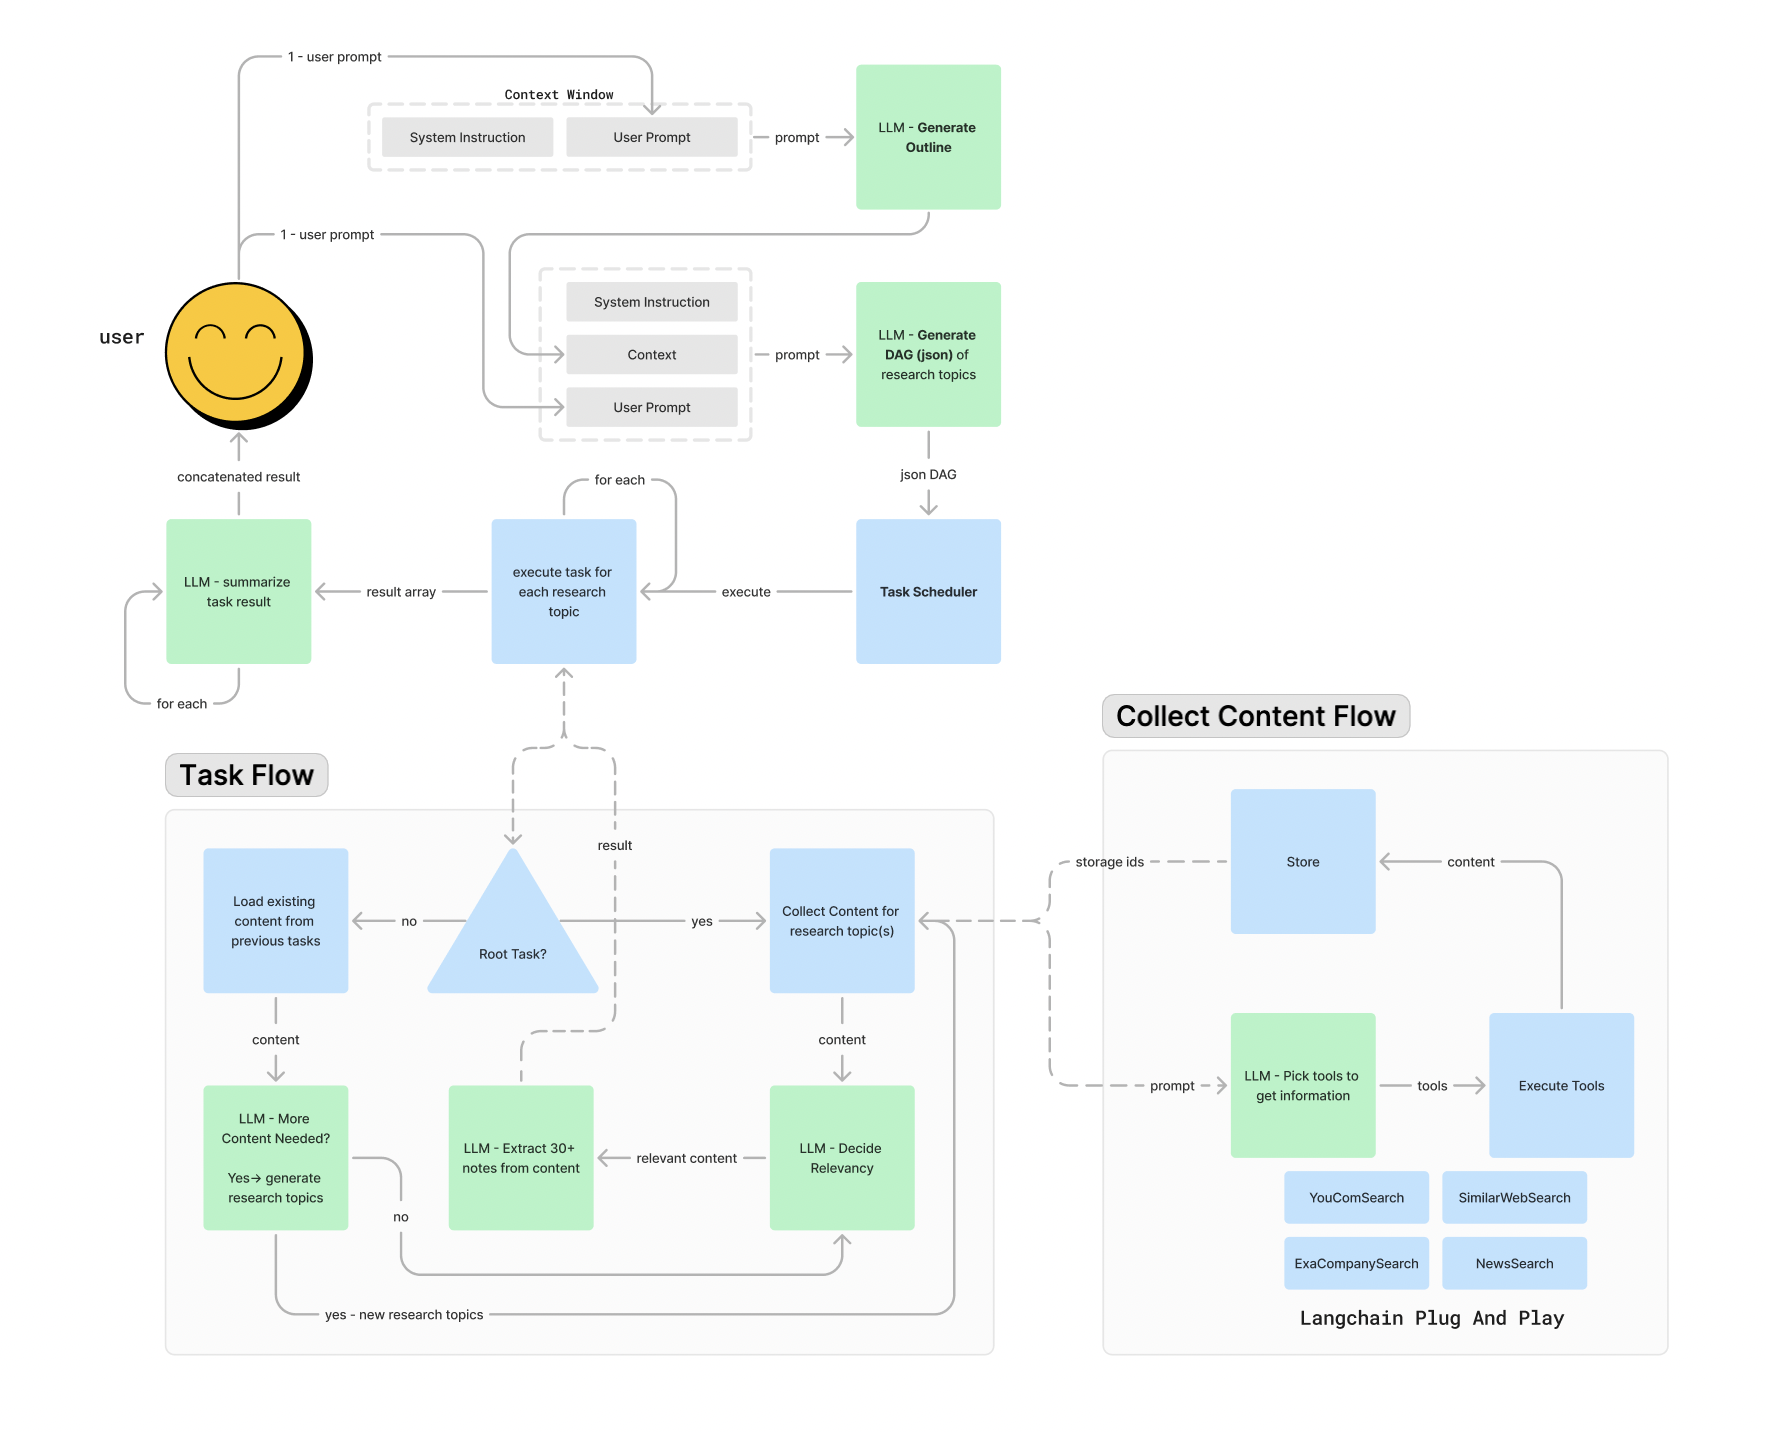 1 - user prompt
Context Window
System Instruction
User Prompt
prompt
LLM - Generate
Outline
1 - user prompt
user
System Instruction
Context
User Prompt
prompt
LLM - Generate
DAG (json) of
research topics
json DAG
concatenated result
for each
LLM - summarize
task result
result array
execute task for
each research
topic
execute
Task Scheduler
for each
Task Flow
result
Load existing
content from
previous tasks
no
Root Task?
yes
Collect Content for
research topic(s)
content
content
LLM - More
Content Needed?
Yes→ generate
research topics
no
LLM - Extract 30+
notes from content
relevant content
LLM - Decide
Relevancy
yes - new research topics
Collect Content Flow
storage ids
Store
content
prompt
LLM - Pick tools to
get information
tools
Execute Tools
YouComSearch
SimilarWebSearch
ExaCompanySearch
NewsSearch
Langchain Plug And Play